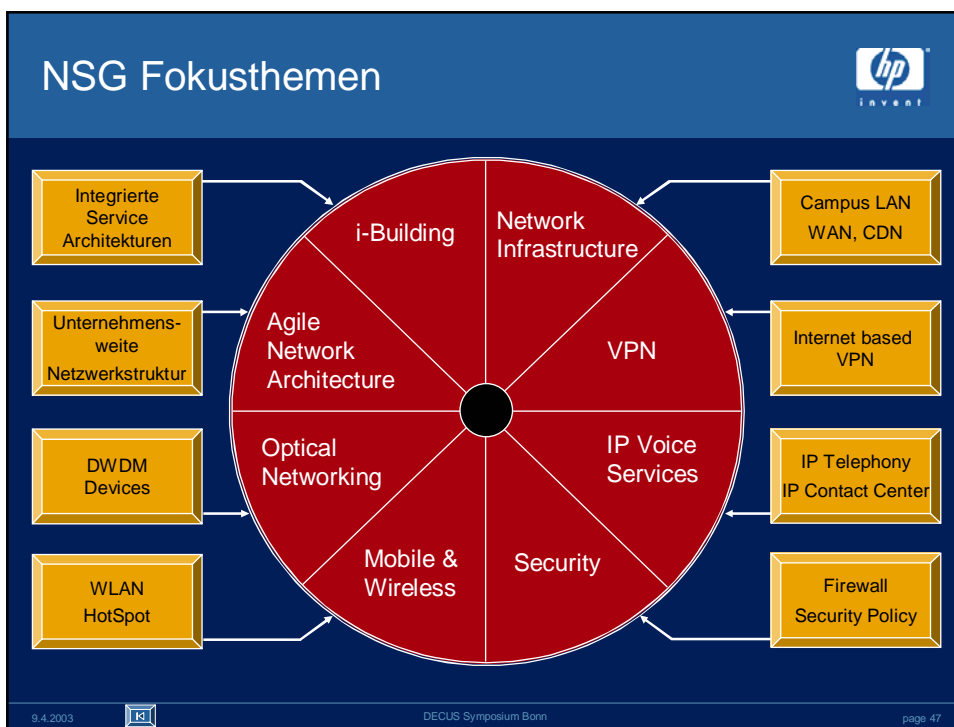 NSG Fokusthemen
hp
invent
Integrierte
Service
Architekturen
Unternehmens-
weite
Netzwerkstruktur
DWDM
Devices
WLAN
HotSpot
i-Building
Network
Infrastructure
Agile
Network
Architecture
VPN
Optical
Networking
IP Voice
Services
Mobile &
Wireless
Security
Campus LAN
WAN, CDN
Internet based
VPN
IP Telephony
IP Contact Center
Firewall
Security Policy
9.4.2003
DECUS Symposium Bonn
page 47